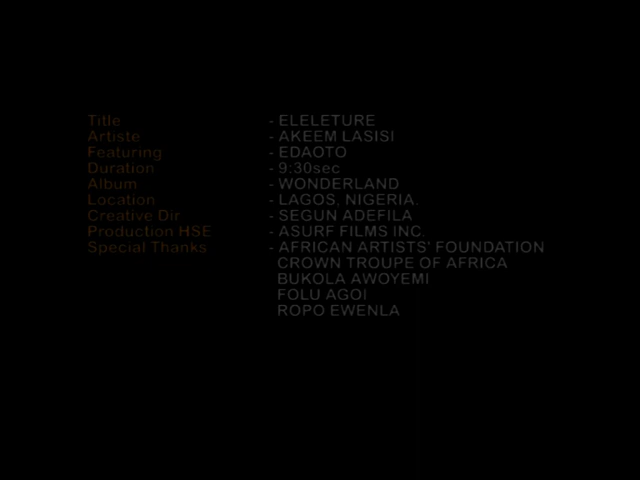 Title - ELELETURE
Artiste - AKEEM LASISI
Featuring - EDAOTO
Duration - 9:30sec
Album - WONDERLAND
Location - LAGOS, NIGERIA.
Creative Dir - SEGUN ADEFILA
Production HSE - ASURF FILMS INC.
Special Thanks - AFRICAN ARTISTS' FOUNDATION
CROWN TROUPE OF AFRICA
BUKOLA AWOYEMI
FOLU AGOI
ROPO EWENLA